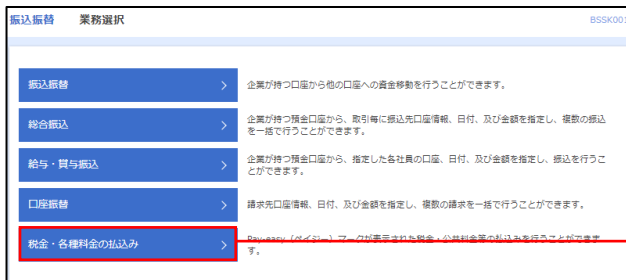 振込振替 業務選択 BSSK001
振込振替 企業が持つ口座から他の口座への資金移動を行うことができます。
総合振込 企業が持つ預金口座から、取引毎に振込先口座情報、日付、及び金額を指定し、複数の振込
を一括で行うことができます。
給与・賞与振込 企業が持つ預金口座から、指定した各社員の口座、日付、及び金額を指定し、振込を行うこ
とができます。
口座振替 請求先口座情報、日付、及び金額を指定し、複数の請求を一括で行うことができます。
税金・各種料金の払込み Pay-easy(ペイジー)マークが表示された税金・公共料金等の払込みを行うことができま
す。